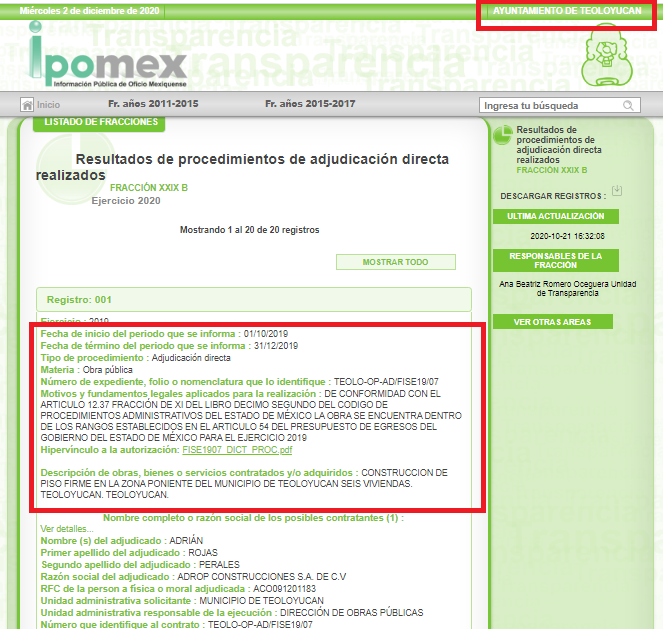 Miércoles 2 de diciembre de 2020
AYUNTAMIENTO DE TEOLOYUCAN
ipomex
Información Pública de Oficio Mexiquense
Transparencia
Inicio
Fr. años 2011-2015
Fr. años 2015-2017
Ingresa tu búsqueda
LISTADO DE FRACCIONES
Resultados de procedimientos de adjudicación directa
realizados
FRACCIÓN XXIX B
Ejercicio 2020
Mostrando 1 al 20 de 20 registros
MOSTRAR TODO
Registro: 001
Ejercicio : 2019
Fecha de inicio del periodo que se informa : 01/10/2019
Fecha de término del periodo que se informa : 31/12/2019
Tipo de procedimiento : Adjudicación directa
Materia : Obra pública
Número de expediente, folio o nomenclatura que lo identifique : TEOLO-OP-AD/FISE19/07
Motivos y fundamentos legales aplicados para la realización : DE CONFORMIDAD CON EL
ARTICULO 12.37 FRACCIÓN DE XI DEL LIBRO DECIMO SEGUNDO DEL CODIGO DE
PROCEDIMIENTOS ADMINISTRATIVOS DEL ESTADO DE MÉXICO LA OBRA SE ENCUENTRA DENTRO
DE LOS RANGOS ESTABLECIDOS EN EL ARTICULO 54 DEL PRESUPUESTO DE EGRESOS DEL
GOBIERNO DEL ESTADO DE MÉXICO PARA EL EJERCICIO 2019
Hipervínculo a la autorización: FISE1907_DICT_PROC.pdf
Descripción de obras, bienes o servicios contratados y/o adquiridos : CONSTRUCCION DE
PISO FIRME EN LA ZONA PONIENTE DEL MUNICIPIO DE TEOLOYUCAN SEIS VIVIENDAS.
TEOLOYUCAN. TEOLOYUCAN.
Nombre completo o razón social de los posibles contratantes (1) :
Ver detalles...
Nombre (s) del adjudicado : ADRIÁN
Primer apellido del adjudicado : ROJAS
Segundo apellido del adjudicado : PERALES
Razón social del adjudicado : ADROP CONSTRUCCIONES S.A. DE C.V
RFC de la person a física o moral adjudicada : ACO091201183
Unidad administrativa solicitante : MUNICIPIO DE TEOLOYUCAN
Unidad administrativa responsable de la ejecución : DIRECCIÓN DE OBRAS PÚBLICAS
Número que identifique al contrato : TEOLO-OP-AD/FISE19/07
Resultados de
procedimientos de
adjudicación directa
realizados
FRACCIÓN XXIX B
DESCARGAR REGISTROS :
ULTIMA ACTUALIZACIÓN
2020-10-21 16:32:08
RESPONSABLES DE LA
FRACCIÓN
Ana Beatriz Romero Oceguera Unidad
de Transparencia
VER OTRAS AREAS